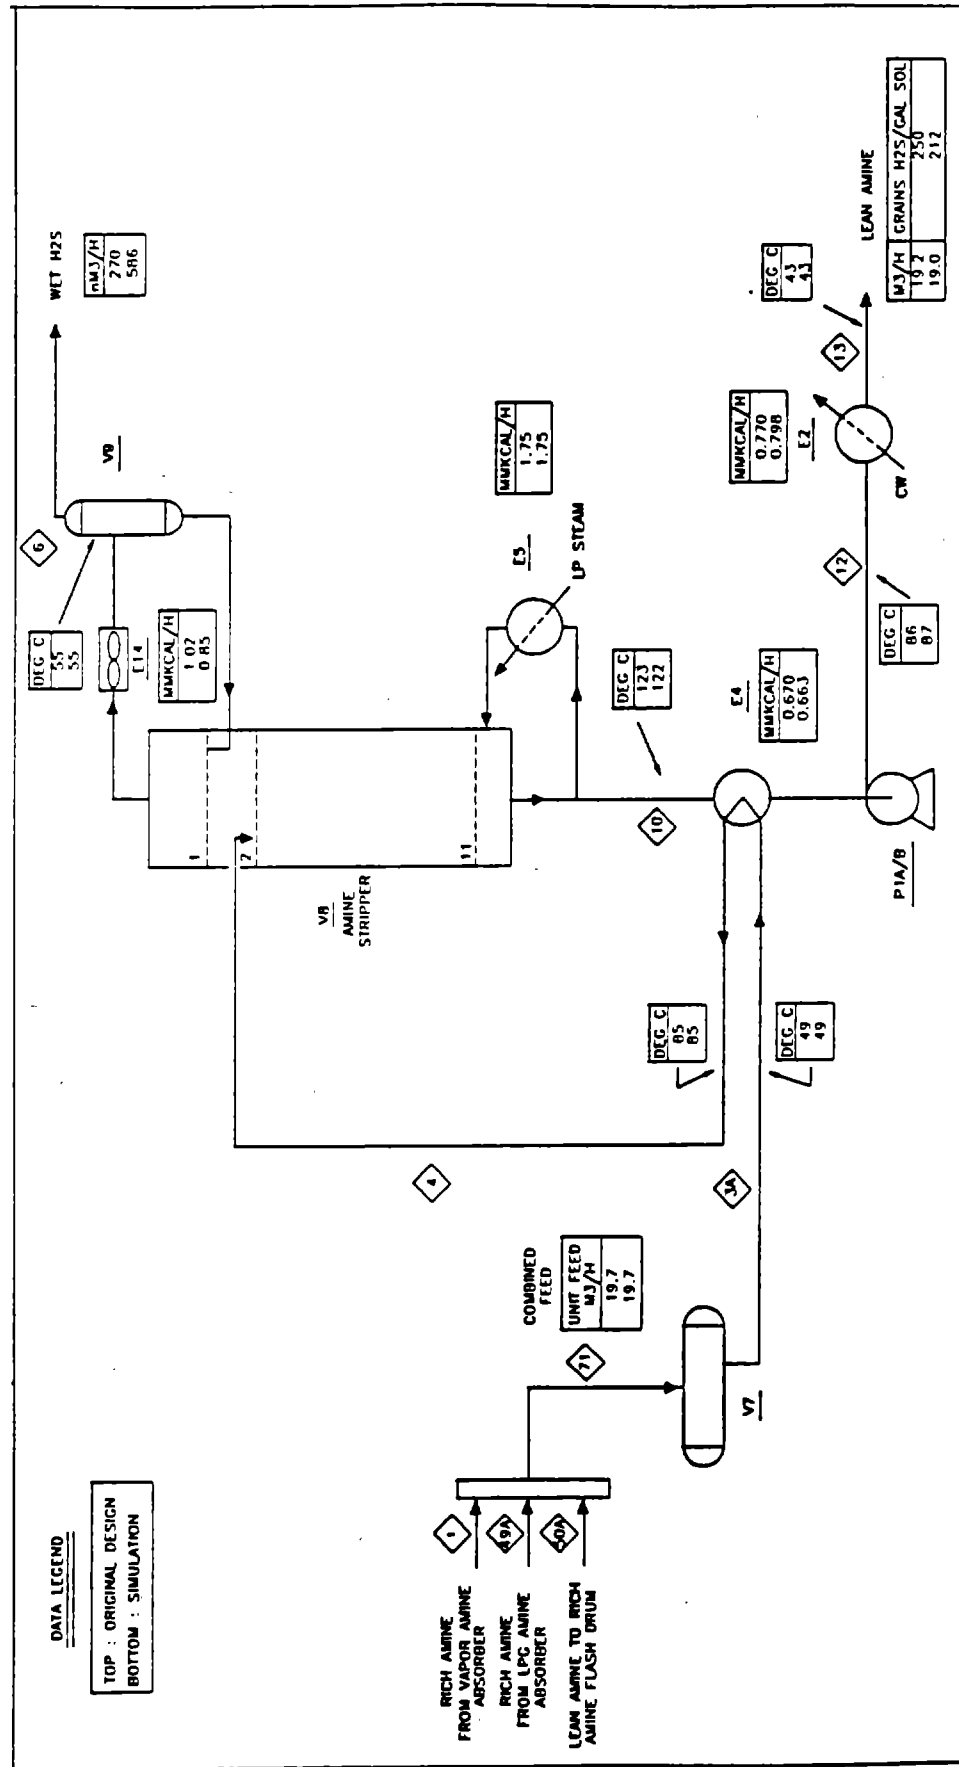 DATA LEGEND
TOP : ORIGINAL DESIGN
BOTTOM : SIMULATION
RICH AMINE
FROM VAPOR AMINE
ABSORBER
1
RICH AMINE
FROM LPG AMINE
ABSORBER
49A
LEAN AMINE TO RICH
AMINE FLASH DRUM
50A
COMBINED
FEED
UNIT FEED
M3/H
19.7
19.7
71
V7
3A
4
DEG C
85
85
DEG C
49
49
V8
AMINE
STRIPPER
1
2
11
DEG C
55
55
E14
MMKCAL/H
1.02
0.85
6
V9
WET H2S
nM3/H
270
586
MMKCAL/H
1.75
1.75
E5
LP STEAM
DEG C
123
122
10
E4
MMKCAL/H
0.670
0.663
P1A/B
DEG C
86
87
12
MMKCAL/H
0.770
0.798
E2
CW
13
DEG C
43
43
LEAN AMINE
M3/H GRAINS H2S/GAL SOL
19.2 250
19.0 212